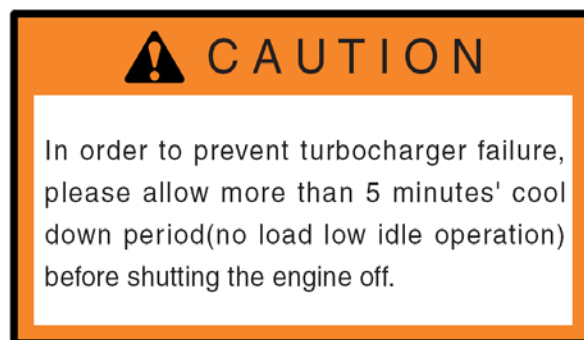 CAUTION
In order to prevent turbocharger failure,
please allow more than 5 minutes' cool
down period(no load low idle operation)
before shutting the engine off.